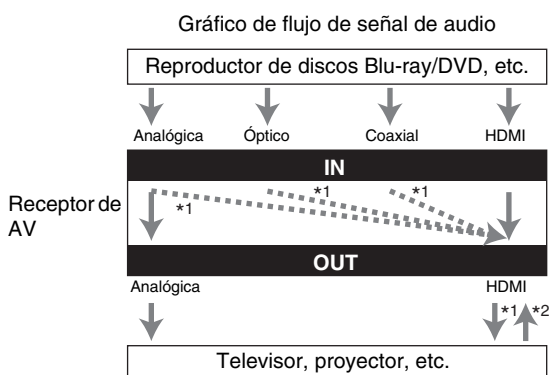 Gráfico de flujo de señal de audio
Reproductor de discos Blu-ray/DVD, etc.
Analógica Óptico Coaxial HDMI
IN
Receptor de
AV
*1 *1 *1
OUT
Analógica HDMI
*1 *2
Televisor, proyector, etc.